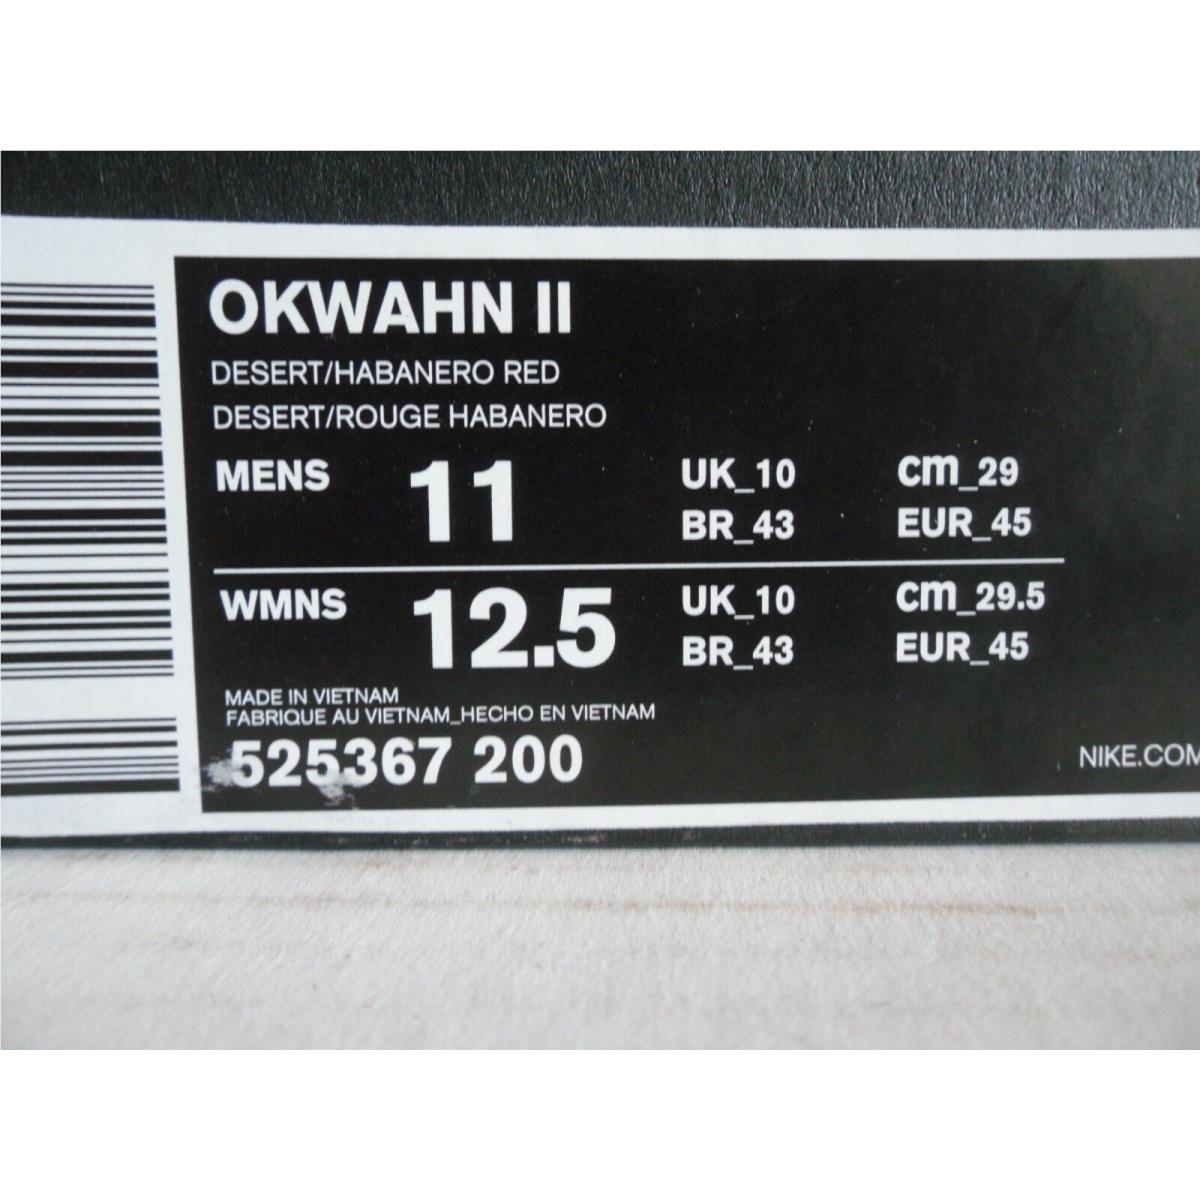 OKWAHN II
DESERT/HABANERO RED
DESERT/ROUGE HABANERO
MENS 11 UK_10 cm_29
BR_43 EUR_45
WMNS 12.5 UK_10 cm_29.5
BR_43 EUR_45
MADE IN VIETNAM
FABRIQUE AU VIETNAM_HECHO EN VIETNAM
525367 200
NIKE.COM